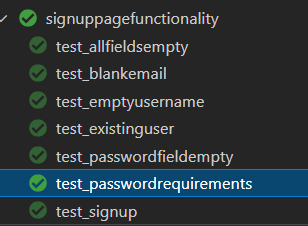 signuppagefunctionality
test_allfieldsempty
test_blankemail
test_emptyusername
test_existinguser
test_passwordfieldempty
test_passwordrequirements
test_signup